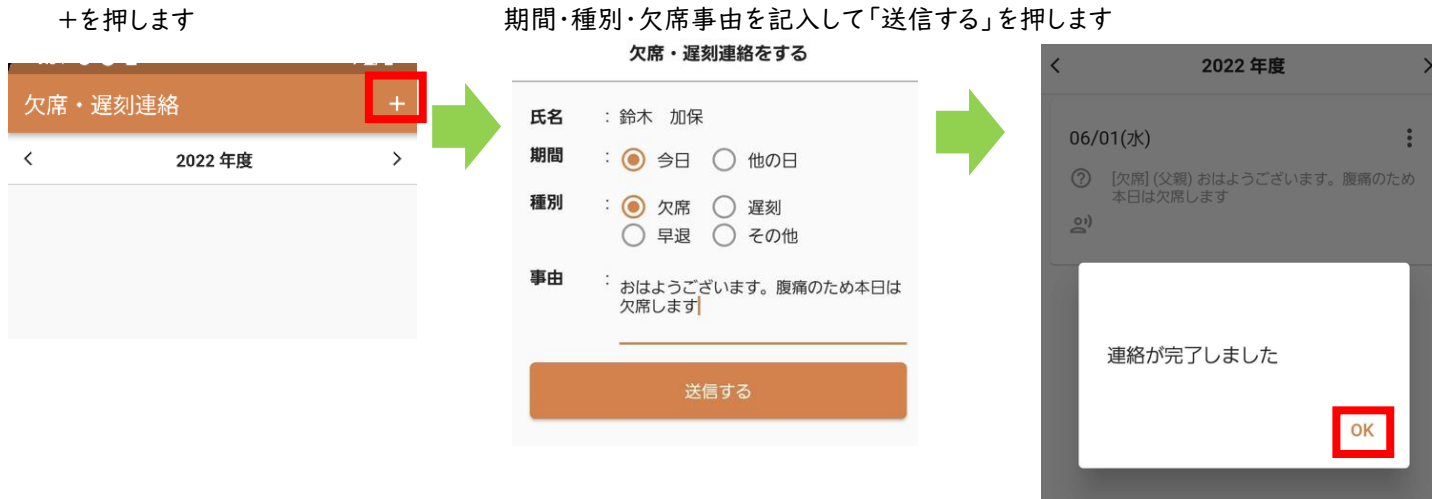 +を押します
期間・種別・欠席事由を記入して「送信する」を押します
欠席・遅刻連絡
+
2022 年度
欠席・遅刻連絡をする
氏名 : 鈴木 加保
期間 : 今日 他の日
種別 : 欠席 遅刻
早退 その他
事由 : おはようございます。腹痛のため本日は
欠席します
送信する
2022 年度
06/01(水)
[欠席] (父親) おはようございます。腹痛のため
本日は欠席します
連絡が完了しました
OK